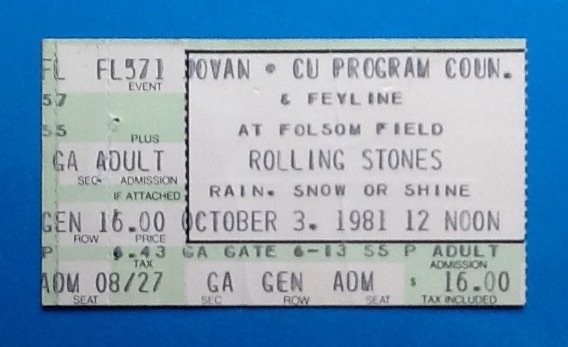 FL FL571 DOVAN • CU PROGRAM COUN.
EVENT
57 & FEYLINE
55 AT FOLSOM FIELD
PLUS
GA ADULT ROLLING STONES
SEC ADMISSION
IF ATTACHED RAIN. SNOW OR SHINE
GEN 16.00 OCTOBER 3. 1981 12 NOON
ROW PRICE
P 6.43 GA GATE 6-13 55 P ADULT
TAX ADMISSION
ADM 08/27 GA GEN ADM $ 16.00
SEAT SEC ROW SEAT TAX INCLUDED